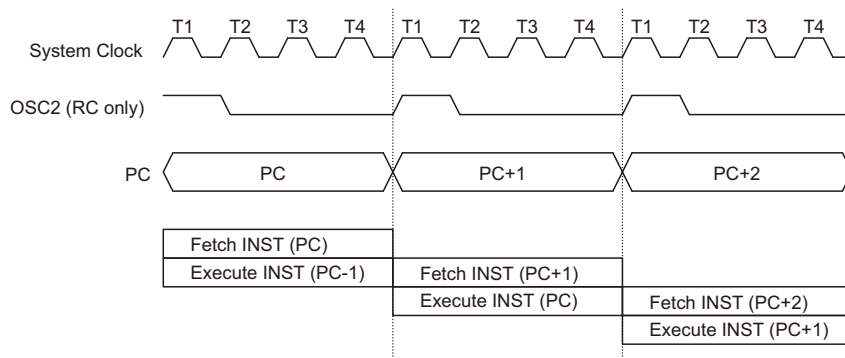 T1 T2 T3 T4 T1 T2 T3 T4 T1 T2 T3 T4
System Clock
OSC2 (RC only)
PC PC PC+1 PC+2
Fetch INST (PC)
Execute INST (PC-1) Fetch INST (PC+1)
Execute INST (PC) Fetch INST (PC+2)
Execute INST (PC+1)